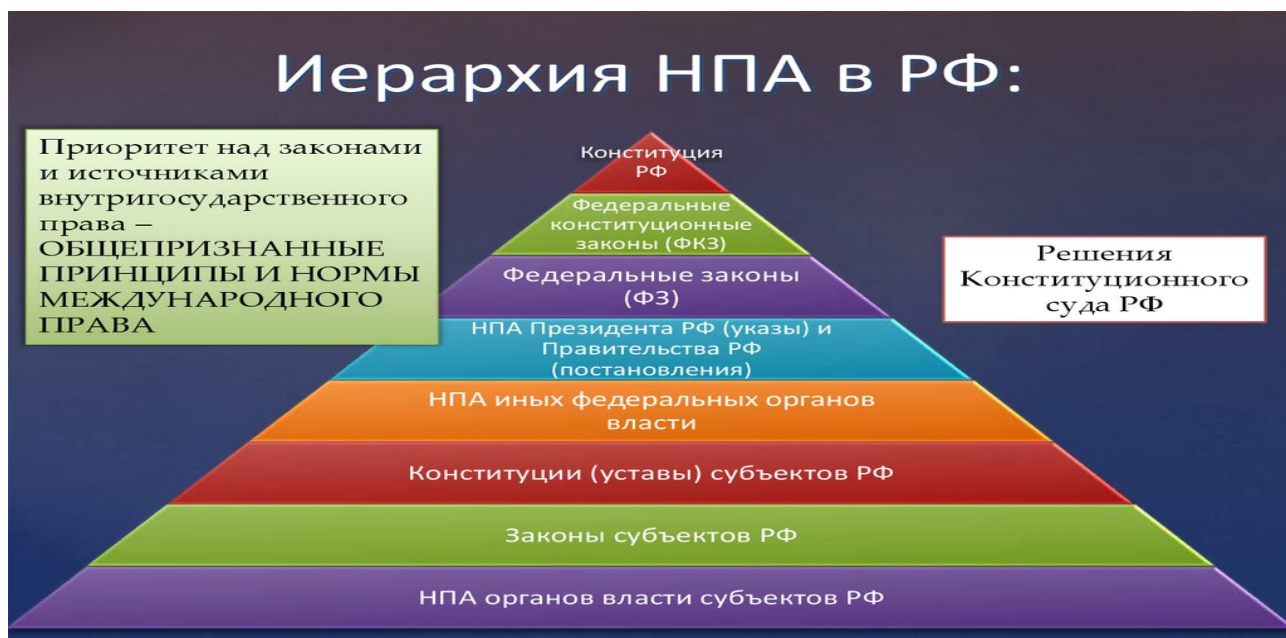 Иерархия НПА в РФ:
Приоритет над законами
и источниками
внутригосударственного
права –
ОБЩЕПРИЗНАННЫЕ
ПРИНЦИПЫ И НОРМЫ
МЕЖДУНАРОДНОГО
ПРАВА
Конституция
РФ
Федеральные
конституционные
законы (ФКЗ)
Федеральные законы
(ФЗ)
НПА Президента РФ (указы) и
Правительства РФ
(постановления)
НПА иных федеральных органов
власти
Конституции (уставы) субъектов РФ
Законы субъектов РФ
НПА органов власти субъектов РФ
Решения
Конституционного
суда РФ